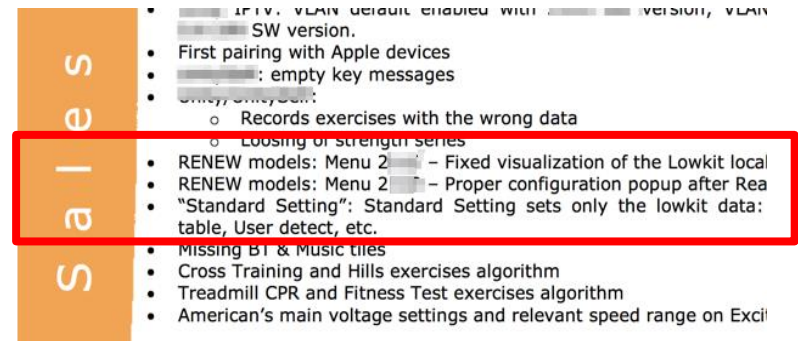 IPTV: VLAN default enabled with version, VLAN
SW version.
• First pairing with Apple devices
• : empty key messages
•
o Records exercises with the wrong data
o Loosing of strength series
• RENEW models: Menu 2 – Fixed visualization of the Lowkit local
• RENEW models: Menu 2 – Proper configuration popup after Rea
• “Standard Setting”: Standard Setting sets only the lowkit data:
table, User detect, etc.
• Missing BT & Music tiles
• Cross Training and Hills exercises algorithm
• Treadmill CPR and Fitness Test exercises algorithm
• American’s main voltage settings and relevant speed range on Exci
Sales